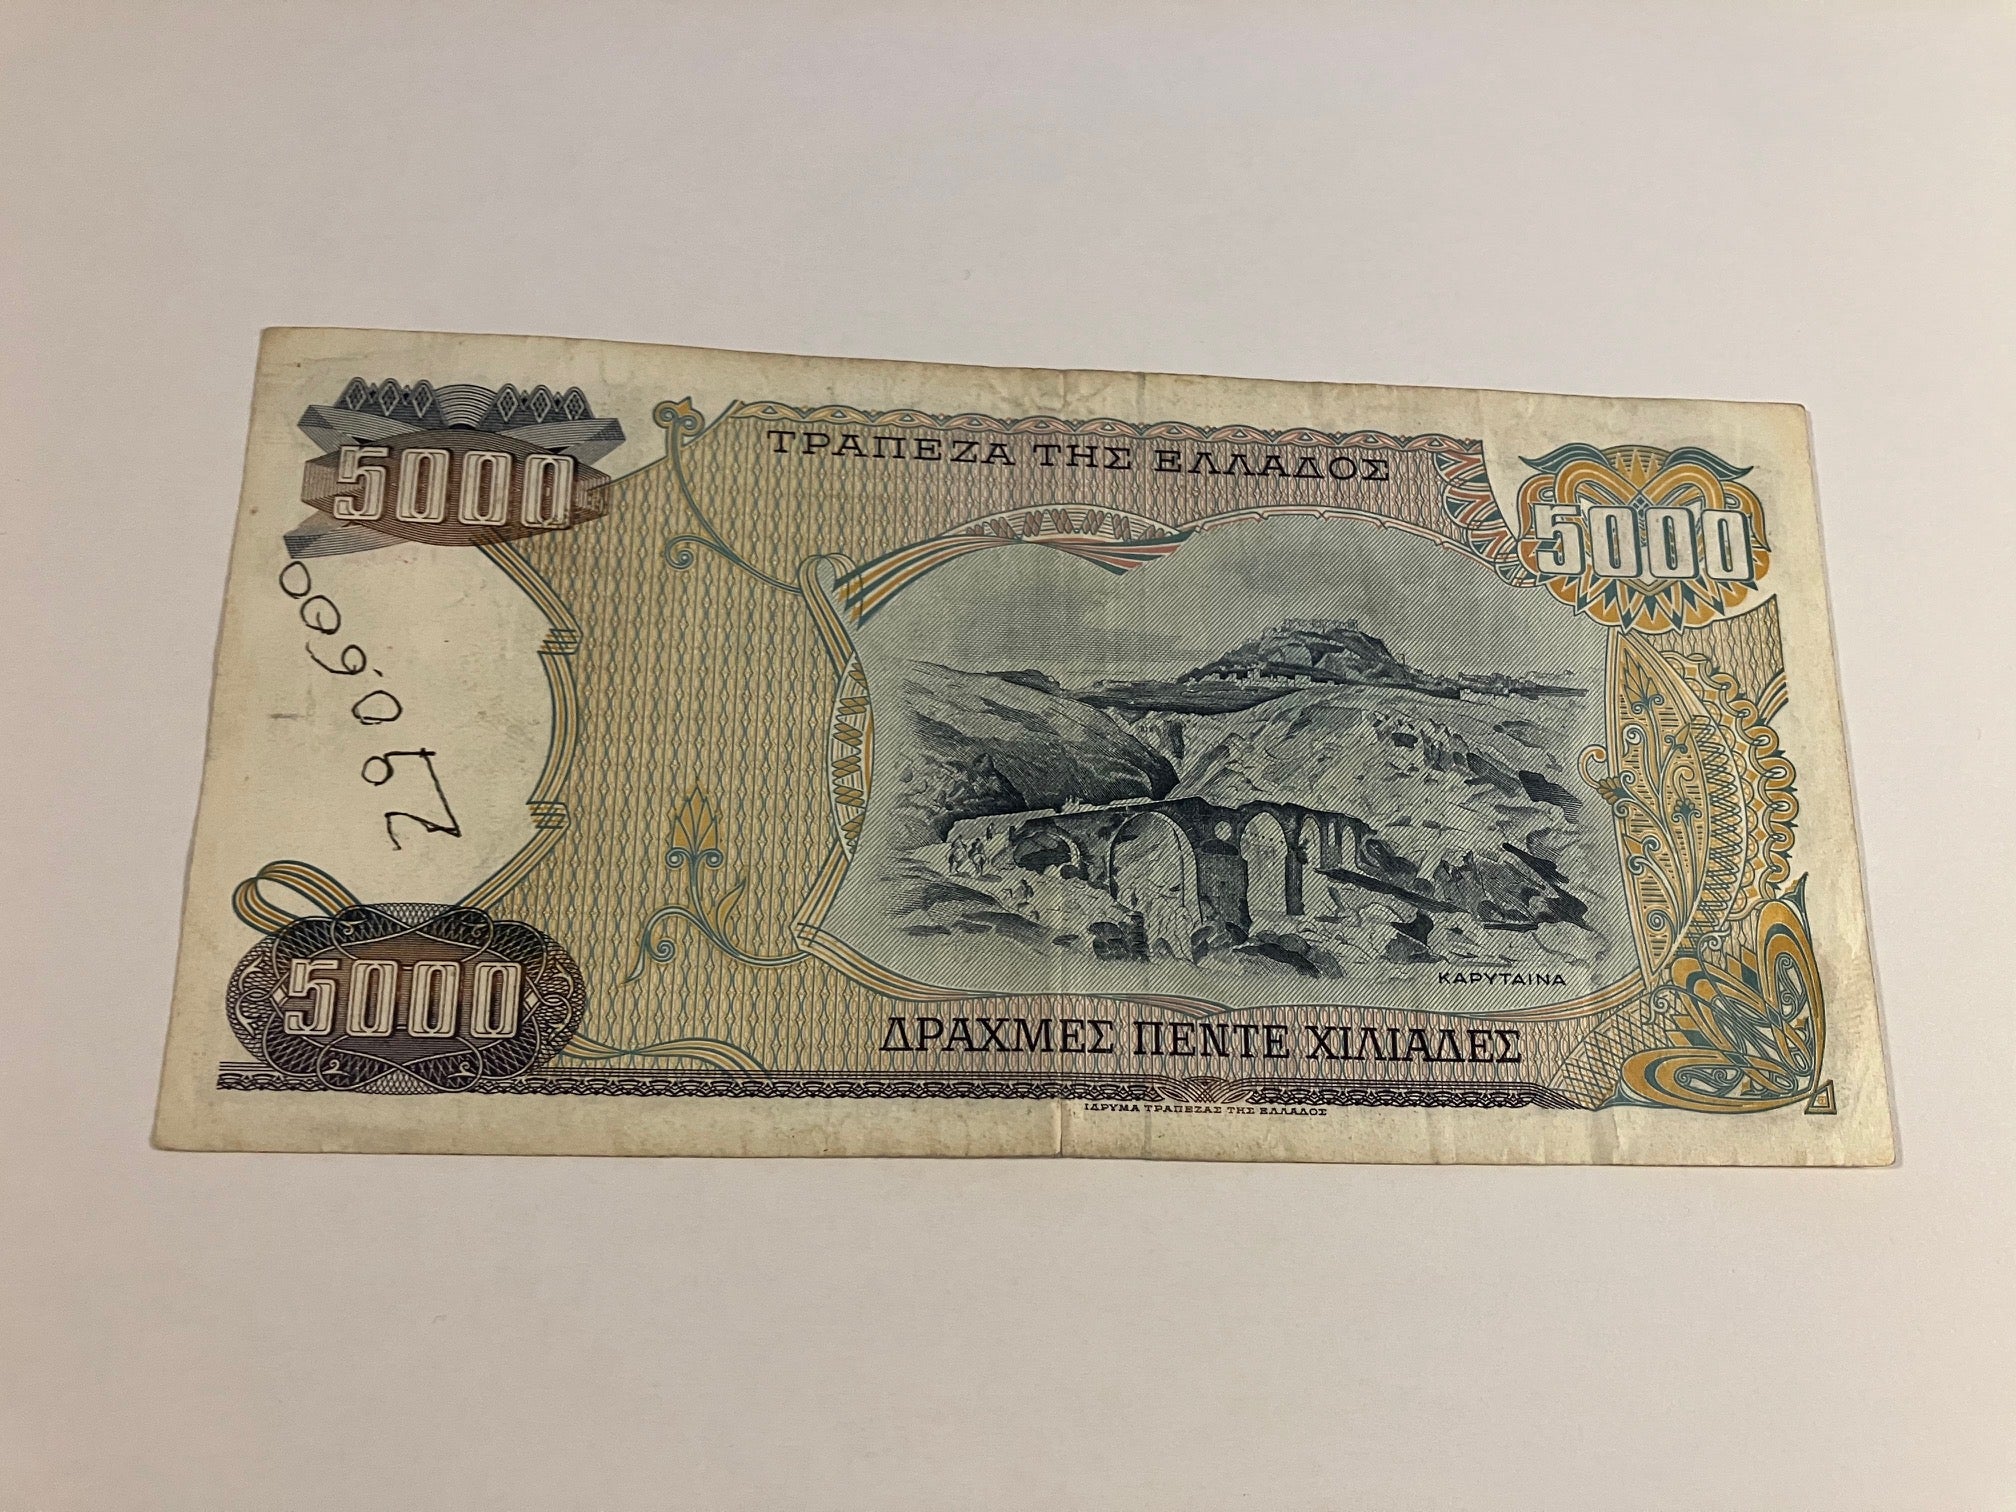 5000
ΤΡΑΠΕΖΑ ΤΗΣ ΕΛΛΑΔΟΣ
5000
ΚΑΡΥΤΑΙΝΑ
5000
ΔΡΑΧΜΕΣ ΠΕΝΤΕ ΧΙΛΙΑΔΕΣ
ΙΔΡΥΜΑ ΤΡΑΠΕΖΑΣ ΤΗΣ ΕΛΛΑΔΟΣ